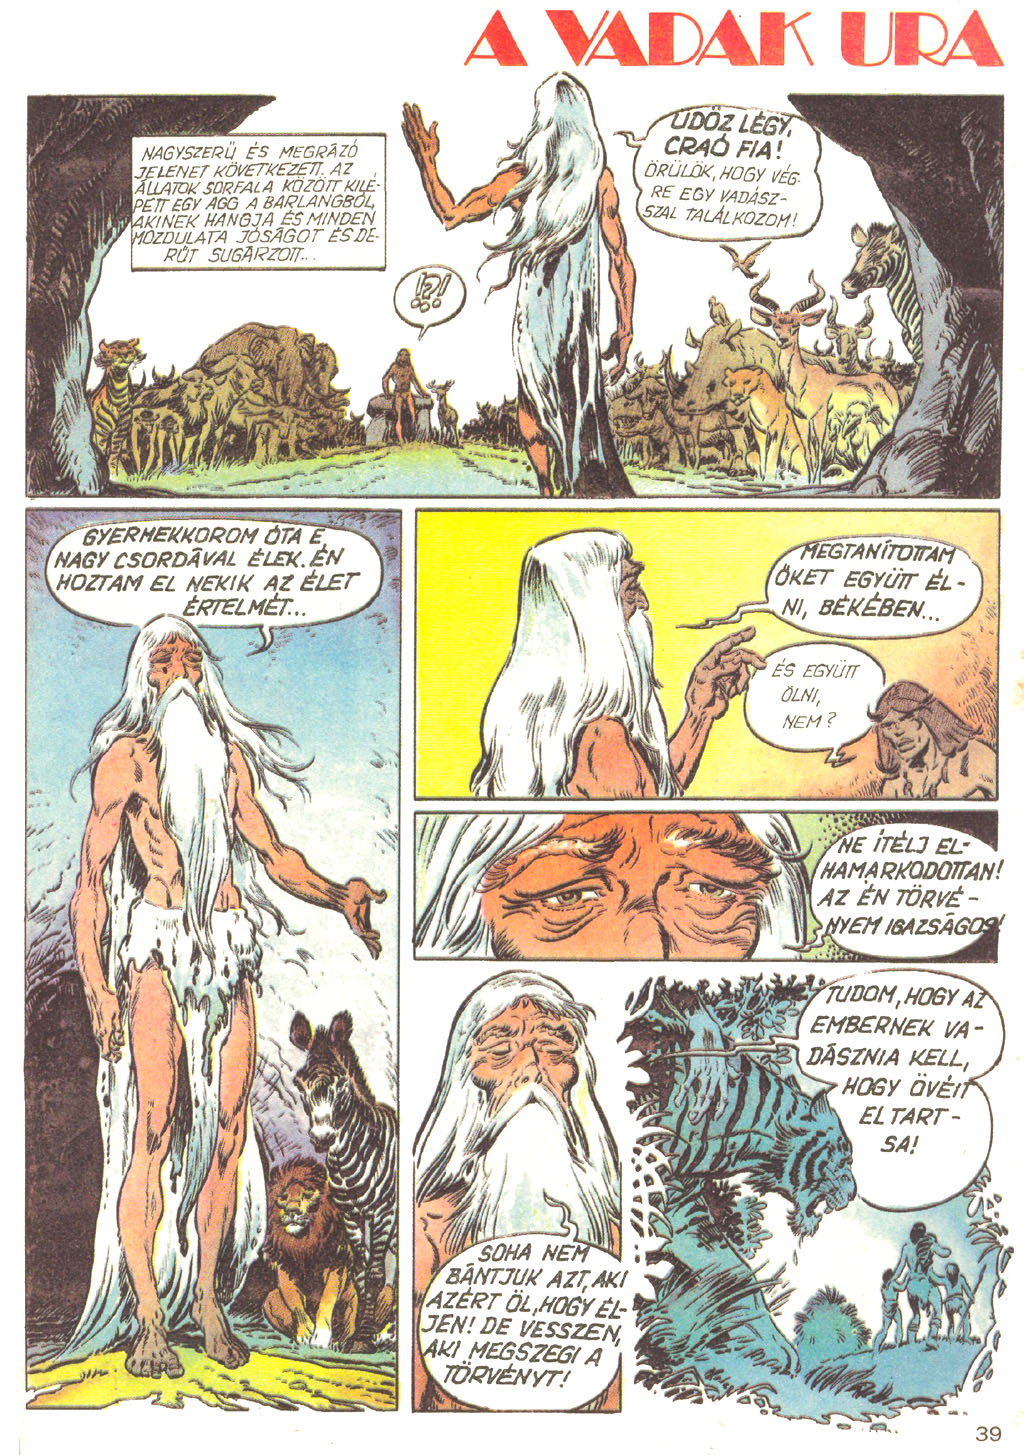 A VADAK URA
NAGYSZERŰ ÉS MEGRÁZÓ
JELENET KÖVETKEZETT. AZ
ÁLLATOK SORFALA KÖZÖTT KILÉ-
PETT EGY AGG A BARLANGBÓL,
AKINEK HANGJA ÉS MINDEN
MOZDULATA JÓSÁGOT ÉS DE-
RŰT SUGÁRZOTT...
!?!
ÜDÖZ LÉGY,
CRAÓ FIA!
ÖRÜLÖK, HOGY VÉG-
RE EGY VADÁSZ-
SZAL TALÁLKOZOM!
GYERMEKKOROM ÓTA E
NAGY CSORDÁVAL ÉLEK. ÉN
HOZTAM EL NEKIK AZ ÉLET
ÉRTELMÉT...
MEGTANÍTOTTAM
ŐKET EGYÜTT ÉL-
NI, BÉKÉBEN...
ÉS EGYÜTT
ÖLNI,
NEM?
NE ÍTÉLJ EL-
HAMARKODOTTAN!
AZ ÉN TÖRVÉ-
NYEM IGAZSÁGOS!
SOHA NEM
BÁNTJUK AZT, AKI
AZÉRT ÖL, HOGY ÉL-
JEN! DE VESSZEN,
AKI MEGSZEGI A
TÖRVÉNYT!
TUDOM, HOGY AZ
EMBERNEK VA-
DÁSZNIA KELL,
HOGY ÖVÉIT
ELTART-
SA!
39